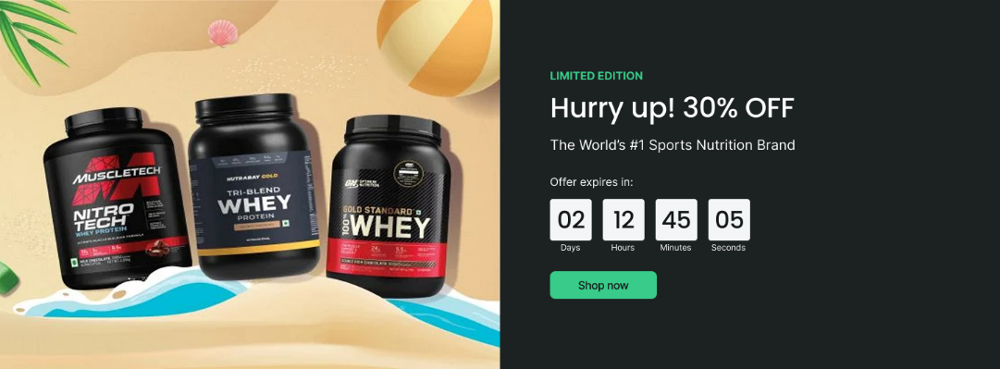 MUSCLETECH
NITRO
TECH
WHEY PROTEIN
NUTRABAY GOLD
TRI-BLEND
WHEY
PROTEIN
ON OPTIMUM
NUTRITION
GOLD STANDARD
100% WHEY
LIMITED EDITION
Hurry up! 30% OFF
The World's #1 Sports Nutrition Brand
Offer expires in:
02 12 45 05
Days Hours Minutes Seconds
Shop now